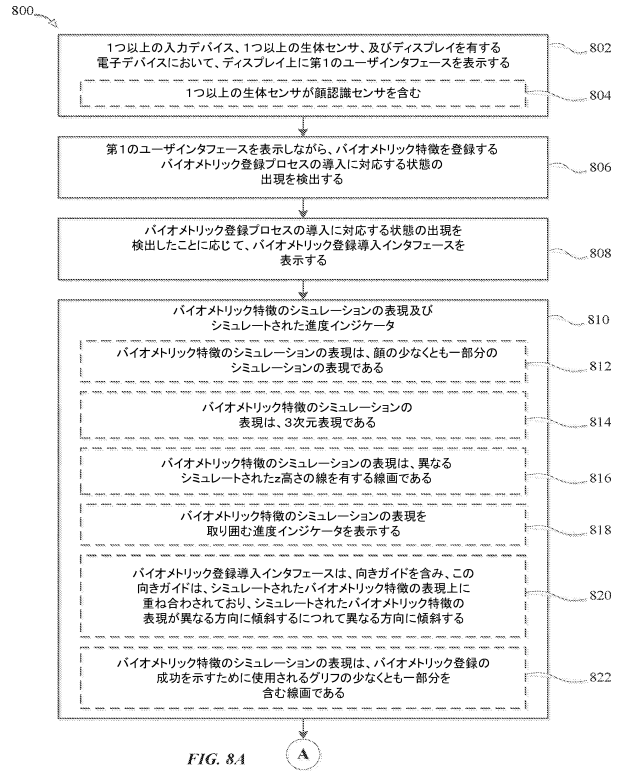 800
1つ以上の入力デバイス、1つ以上の生体センサ、及びディスプレイを有する
電子デバイスにおいて、ディスプレイ上に第1のユーザインタフェースを表示する
802
1つ以上の生体センサが顔認識センサを含む
804
第1のユーザインタフェースを表示しながら、バイオメトリック特徴を登録する
バイオメトリック登録プロセスの導入に対応する状態の
出現を検出する
806
バイオメトリック登録プロセスの導入に対応する状態の出現を
検出したことに応じて、バイオメトリック登録導入インタフェースを
表示する
808
バイオメトリック特徴のシミュレーションの表現及び
シミュレートされた進度インジケータ
810
バイオメトリック特徴のシミュレーションの表現は、顔の少なくとも一部分の
シミュレーションの表現である
812
バイオメトリック特徴のシミュレーションの
表現は、3次元表現である
814
バイオメトリック特徴のシミュレーションの表現は、異なる
シミュレートされたz高さの線を有する線画である
816
バイオメトリック特徴のシミュレーションの表現を
取り囲む進度インジケータを表示する
818
バイオメトリック登録導入インタフェースは、向きガイドを含み、この
向きガイドは、シミュレートされたバイオメトリック特徴の表現上に
重ね合わされており、シミュレートされたバイオメトリック特徴の
表現が異なる方向に傾斜するにつれて異なる方向に傾斜する
820
バイオメトリック特徴のシミュレーションの表現は、バイオメトリック登録の
成功を示すために使用されるグリフの少なくとも一部分を
含む線画である
822
A
FIG. 8A